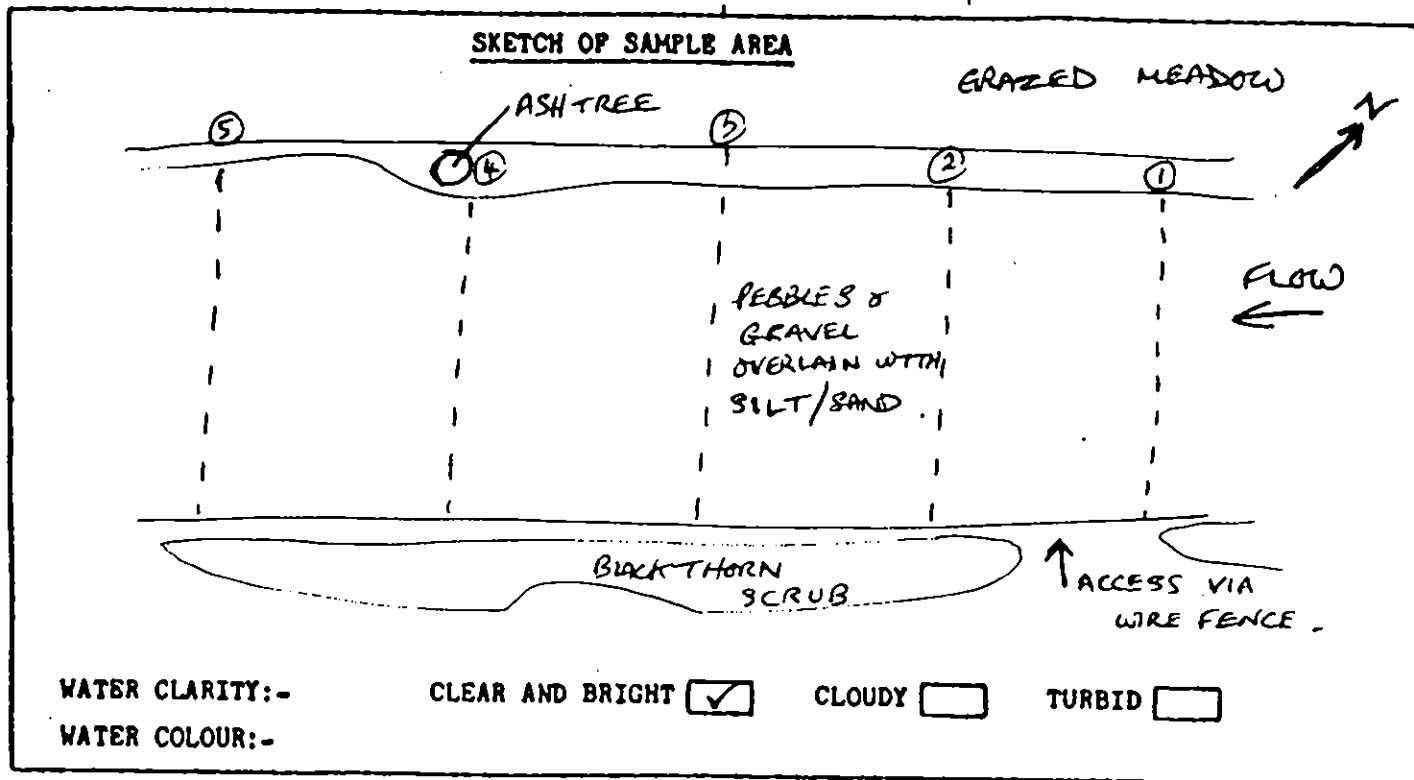 SKETCH OF SAMPLE AREA
GRAZED MEADOW
N
ASH TREE
5
4
3
2
1
FLOW
PEBBLES &
GRAVEL
OVERLAIN WITH
SILT/SAND.
BLACKTHORN
SCRUB
ACCESS VIA
WIRE FENCE.
WATER CLARITY:- CLEAR AND BRIGHT ✓ CLOUDY TURBID
WATER COLOUR:-